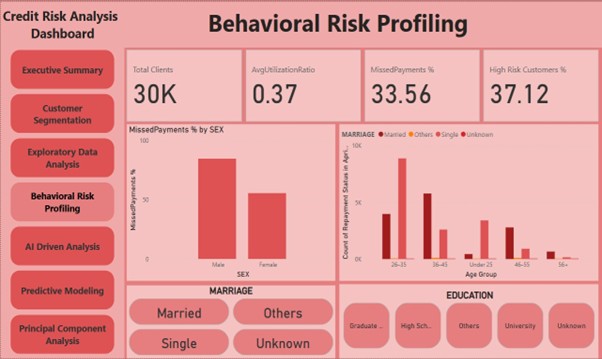 Credit Risk Analysis
Dashboard
Behavioral Risk Profiling
Executive Summary
Customer
Segmentation
Exploratory Data
Analysis
Behavioral Risk
Profiling
AI Driven Analysis
Predictive Modeling
Principal Component
Analysis
Total Clients
30K
AvgUtilizationRatio
0.37
MissedPayments %
33.56
High Risk Customers %
37.12
MissedPayments % by SEX
MissedPayments %
100
50
0
Male
Female
SEX
MARRIAGE Married Others Single Unknown
Count of Repayment Status in Apri...
10K
5K
0K
26-35
36-45
Under 25
46-55
56+
Age Group
MARRIAGE
Married
Others
Single
Unknown
EDUCATION
Graduate ...
High Sch...
Others
University
Unknown